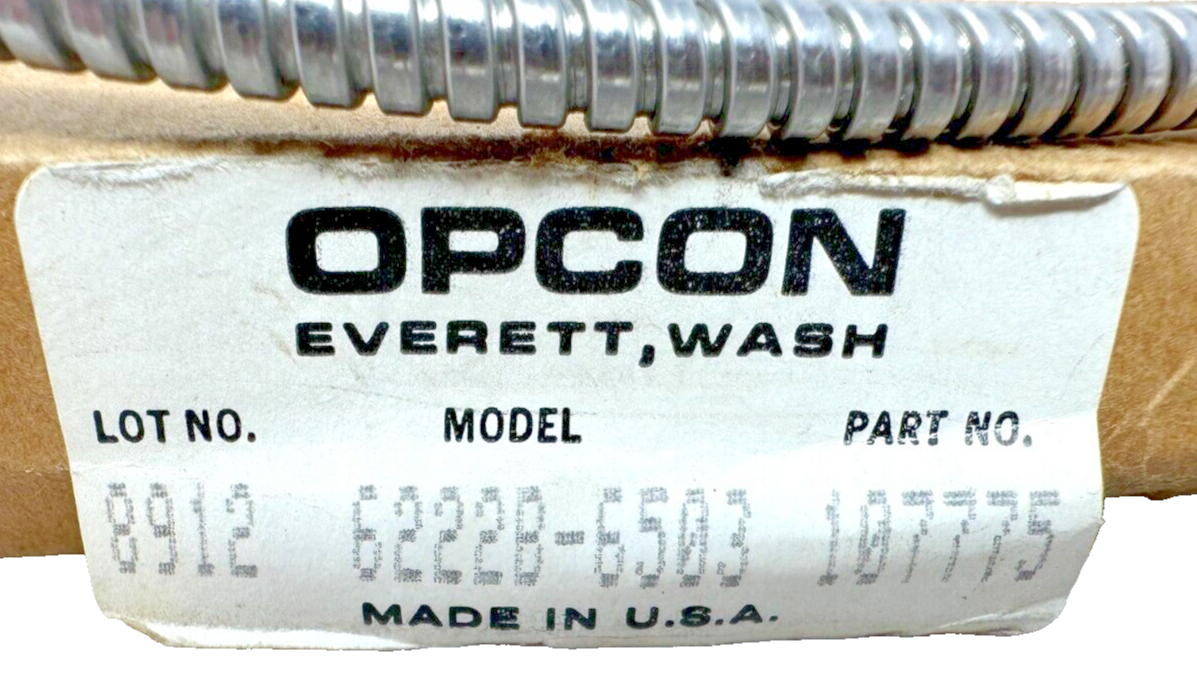 OPCON
EVERETT, WASH
LOT NO. MODEL PART NO.
8912 6222B-6503 107775
MADE IN U.S.A.